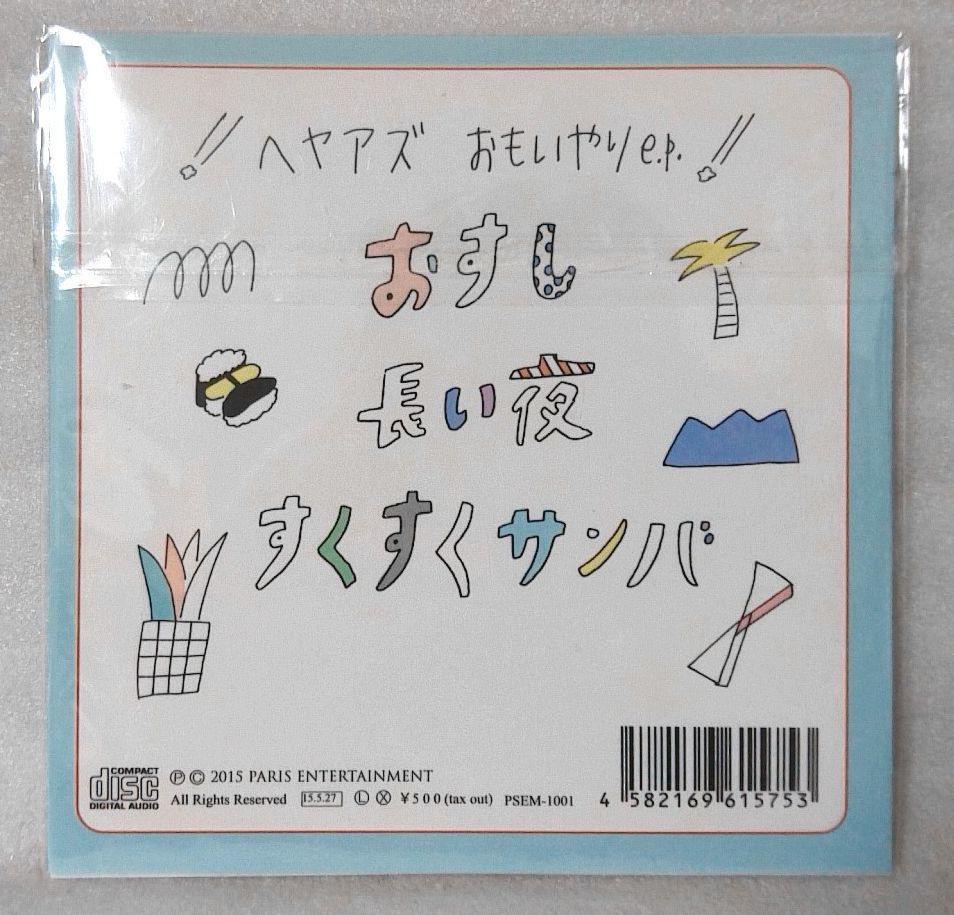 ヘヤアズ おもいやり e.p.
おすし
長い夜
すくすくサンバ
COMPACT
disc
DIGITAL AUDIO
Ⓟ © 2015 PARIS ENTERTAINMENT
All Rights Reserved 15.5.27 Ⓛ Ⓧ ¥500(tax out) PSEM-1001
4 582169 615753